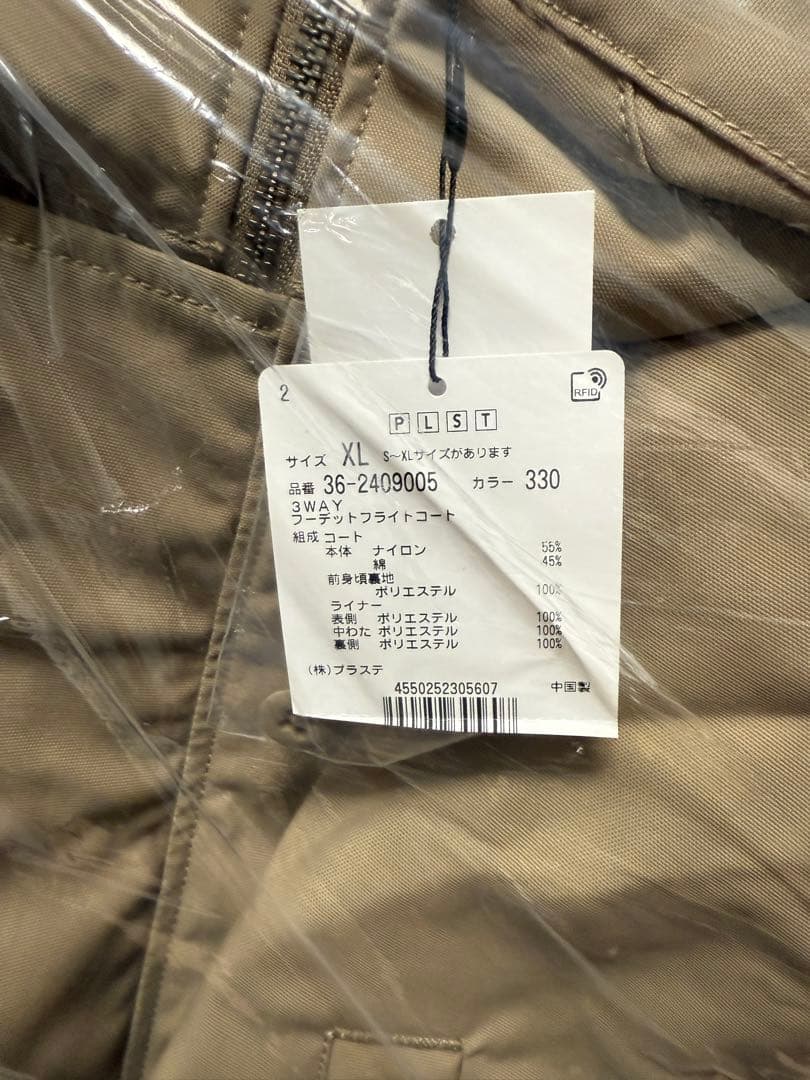 2
RFID
PLST
サイズ XL S~XLサイズがあります
品番 36-2409005 カラー 330
3WAY
フーデットフライトコート
組成 コート
本体 ナイロン 55%
綿 45%
前身頃裏地
ポリエステル 100%
ライナー
表側 ポリエステル 100%
中わた ポリエステル 100%
裏側 ポリエステル 100%
(株)プラステ
4550252305607 中国製